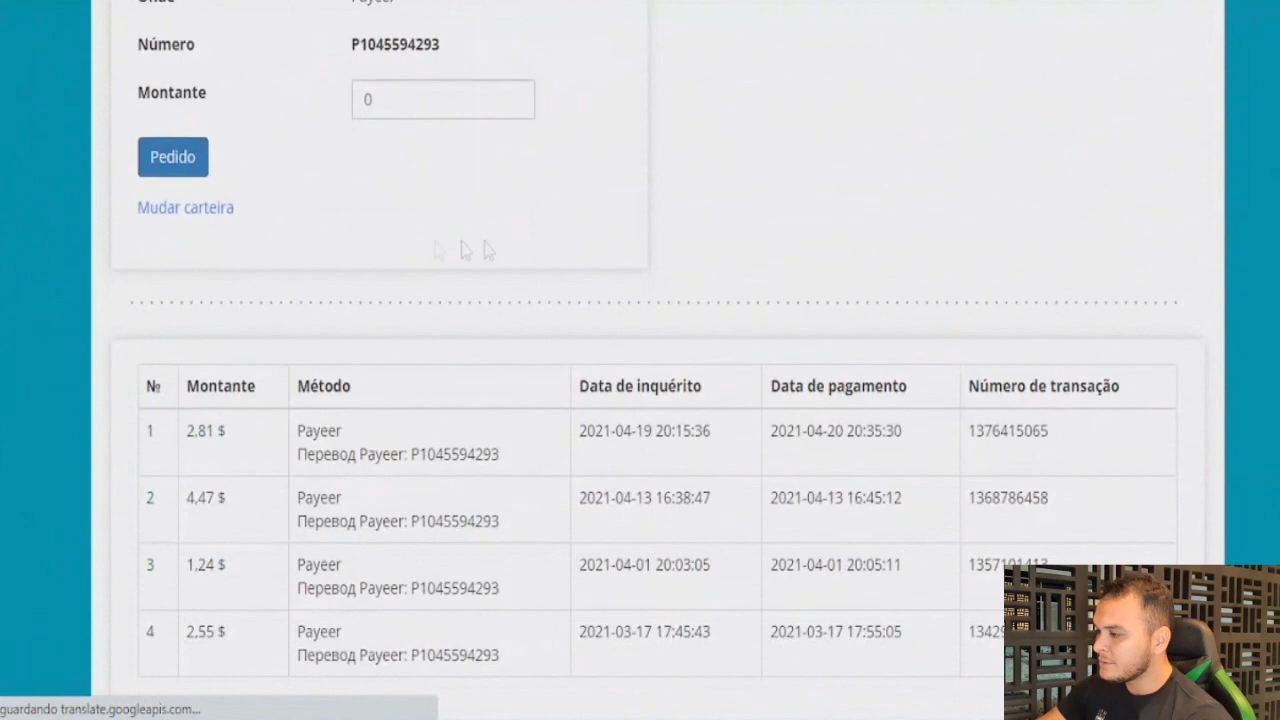 Número P1045594293
Montante 0
Pedido
Mudar carteira
№ Montante Método Data de inquérito Data de pagamento Número de transação
1 2,81 $ Payeer 2021-04-19 20:15:36 2021-04-20 20:35:30 1376415065
Перевод Payeer: P1045594293
2 4,47 $ Payeer 2021-04-13 16:38:47 2021-04-13 16:45:12 1368786458
Перевод Payeer: P1045594293
3 1,24 $ Payeer 2021-04-01 20:03:05 2021-04-01 20:05:11
Перевод Payeer: P1045594293
4 2,55 $ Payeer 2021-03-17 17:45:43 2021-03-17 17:55:05
Перевод Payeer: P1045594293
guardando translate.googleapis.com...